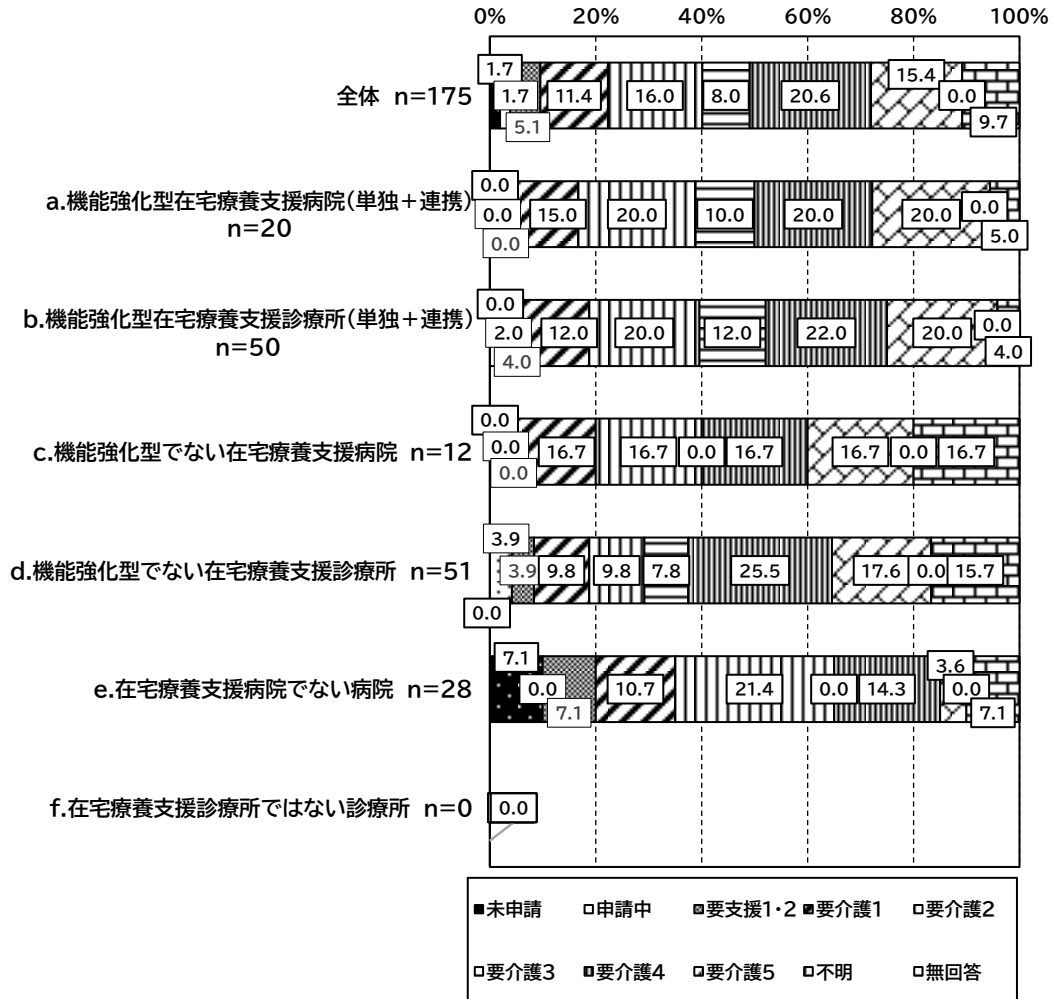 0% 20% 40% 60% 80% 100%
全体 n=175
1.7 1.7 5.1 11.4 16.0 8.0 20.6 15.4 0.0 9.7
a.機能強化型在宅療養支援病院(単独+連携)
n=20
0.0 0.0 0.0 15.0 20.0 10.0 20.0 20.0 0.0 5.0
b.機能強化型在宅療養支援診療所(単独+連携)
n=50
0.0 2.0 4.0 12.0 20.0 12.0 22.0 20.0 0.0 4.0
c.機能強化型でない在宅療養支援病院 n=12
0.0 0.0 0.0 16.7 16.7 0.0 16.7 16.7 0.0 16.7
d.機能強化型でない在宅療養支援診療所 n=51
0.0 3.9 3.9 9.8 9.8 7.8 25.5 17.6 0.0 15.7
e.在宅療養支援病院でない病院 n=28
7.1 0.0 7.1 10.7 21.4 0.0 14.3 3.6 0.0 7.1
f.在宅療養支援診療所ではない診療所 n=0
0.0
未申請 申請中 要支援1・2 要介護1 要介護2
要介護3 要介護4 要介護5 不明 無回答